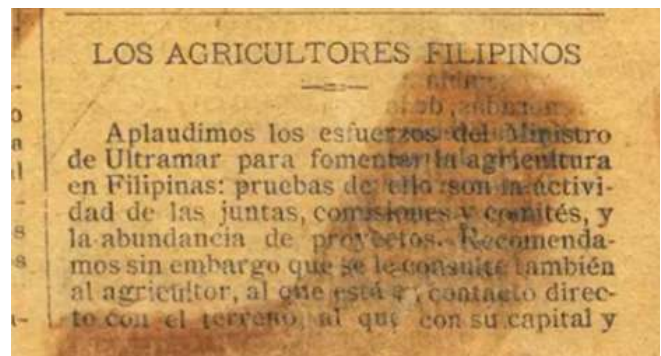 LOS AGRICULTORES FILIPINOS
Aplaudimos los esfuerzos del Ministro
de Ultramar para fomentar la agricultura
en Filipinas: pruebas de ello son la activi-
dad de las juntas, comisiones y comités, y
la abundancia de proyectos. Recomenda-
mos sin embargo que se le consulte también
al agricultor, al que está en contacto direc-
to con el terreno, al que con su capital y